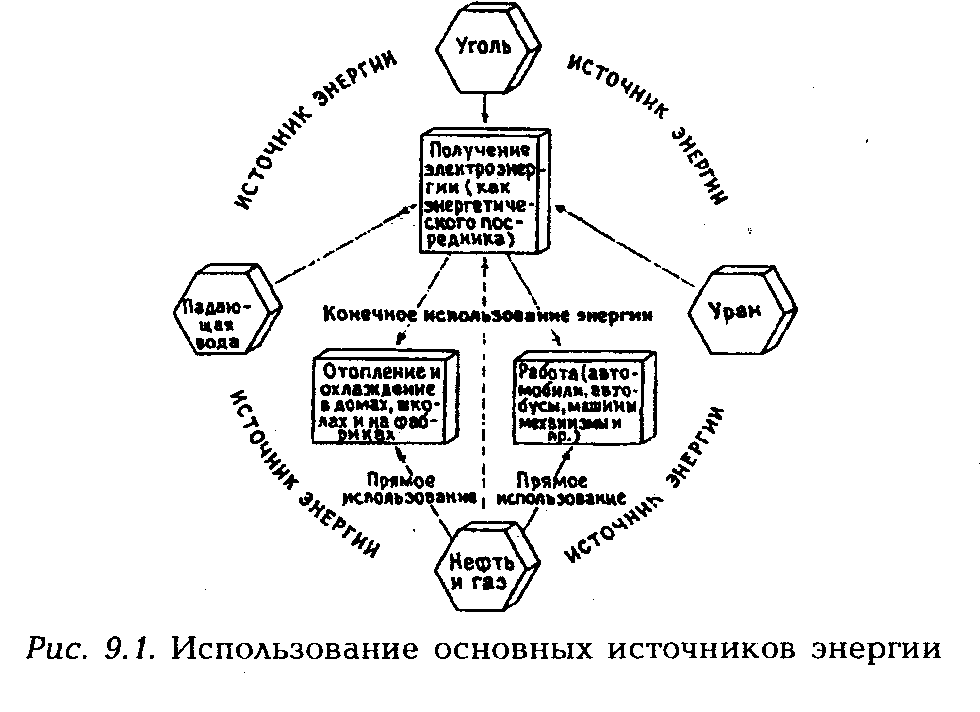 Уголь
ИСТОЧНИК ЭНЕРГИИ
ИСТОЧНИК ЭНЕРГИИ
Получение
электроэнер-
гии (как
энергетиче-
ского пос-
редника)
Падаю-
щая
вода
Уран
Конечное использование энергии
Отопление и
охлаждение
в домах, шко-
лах и на фаб-
риках
Работа (авто-
мобили, авто-
бусы, машины
механизмы и
пр.)
ИСТОЧНИК ЭНЕРГИИ
ИСТОЧНИК ЭНЕРГИИ
Прямое
использование
Прямое
использование
Нефть
и газ
Рис. 9.1. Использование основных источников энергии